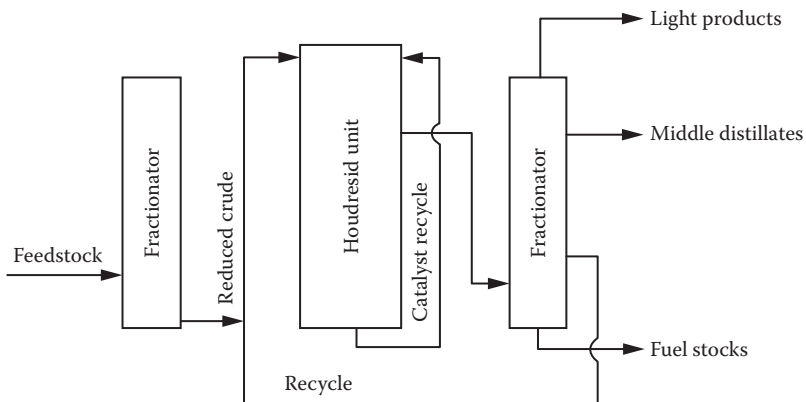 Light products
Middle distillates
Fractionator
Reduced crude
Houdresid unit
Catalyst recycle
Fractionator
Feedstock
Fuel stocks
Recycle